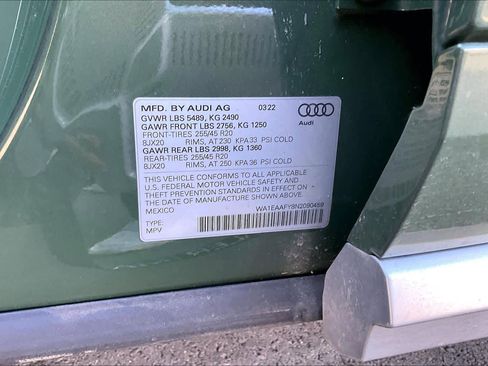 MFD. BY AUDI AG 03 22
GVWR LBS 5489, KG 2490
GAWR FRONT LBS 2756, KG 1250
FRONT-TIRES 255/45 R20
8JX20 RIMS, AT 230 KPA 33 PSI COLD
GAWR REAR LBS 2998, KG 1360
REAR-TIRES 255/45 R20
8JX20 RIMS, AT 250 KPA 36 PSI COLD
Audi
THIS VEHICLE CONFORMS TO ALL APPLICABLE
U.S. FEDERAL MOTOR VEHICLE SAFETY AND
THEFT PREVENTION STANDARDS IN EFFECT ON
THE DATE OF MANUFACTURE SHOWN ABOVE
MEXICO
WA1EAAFY8N2090459
TYPE:
MPV